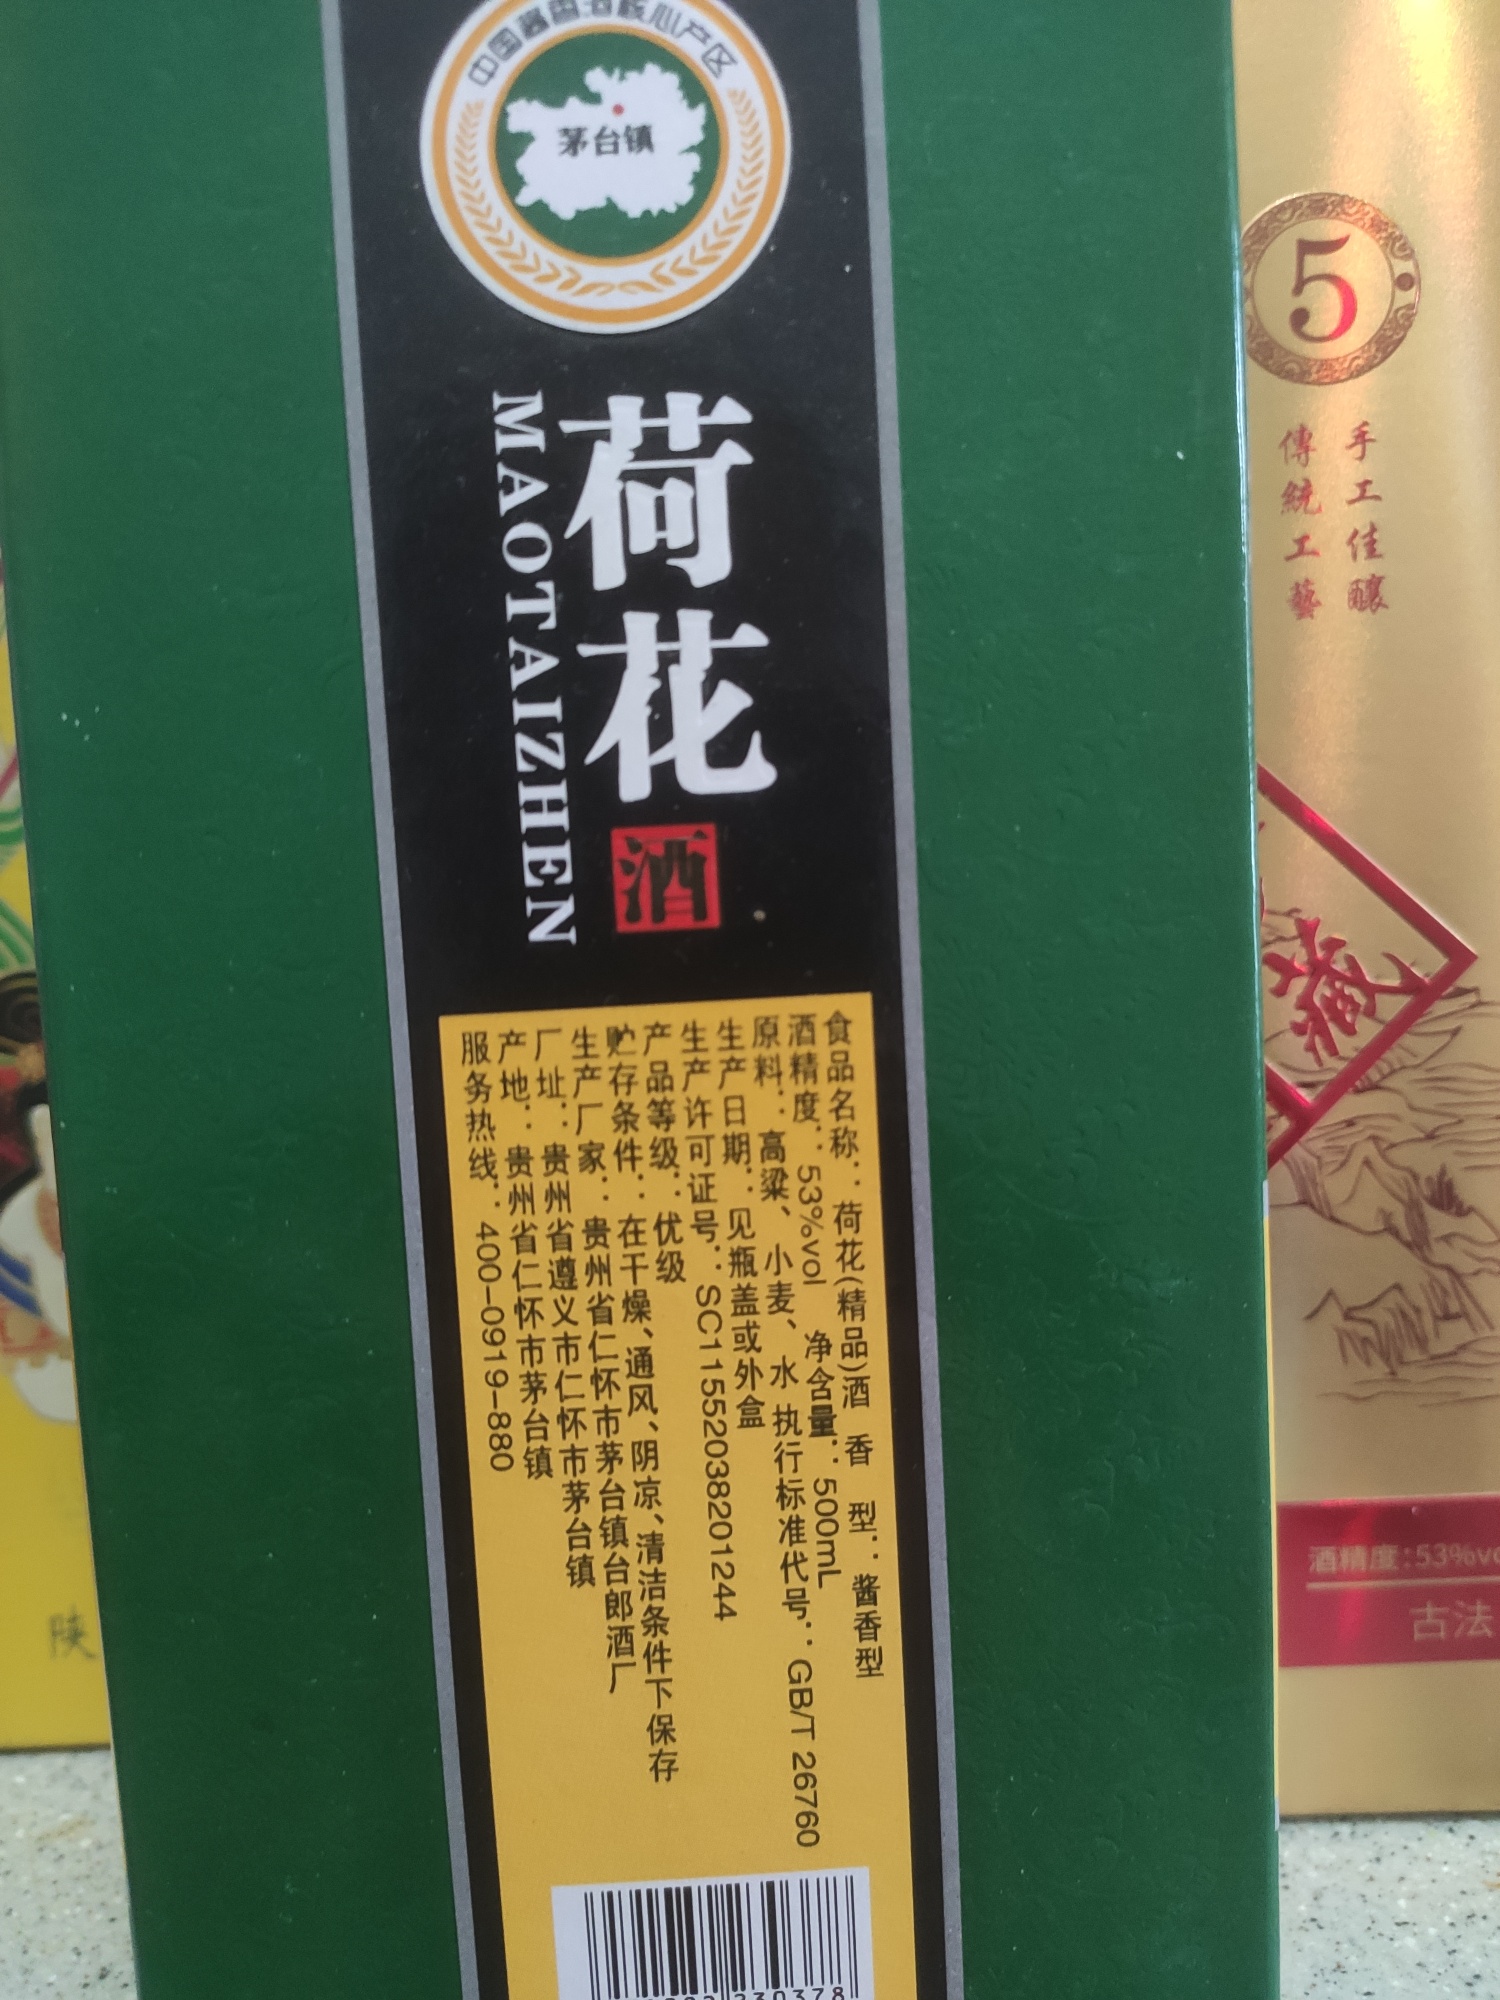 中国酱香酒核心产区
茅台镇
荷花
酒
MAOTAIZHEN
食品名称：荷花(精品)酒 香 型：酱香型
酒精度：53%vol 净含量：500mL
原料：高粱、小麦、水 执行标准代号：GB/T 26760
生产日期：见瓶盖或外盒
生产许可证号：SC11552038201244
产品等级：优级
贮存条件：在干燥、通风、阴凉、清洁条件下保存
生产厂家：贵州省仁怀市茅台镇台郎酒厂
厂址：贵州省遵义市仁怀市茅台镇
产地：贵州省仁怀市茅台镇
服务热线：400-0919-880
5
手工佳釀
傳統工藝
藏
酒精度:53%vo
古法
陕